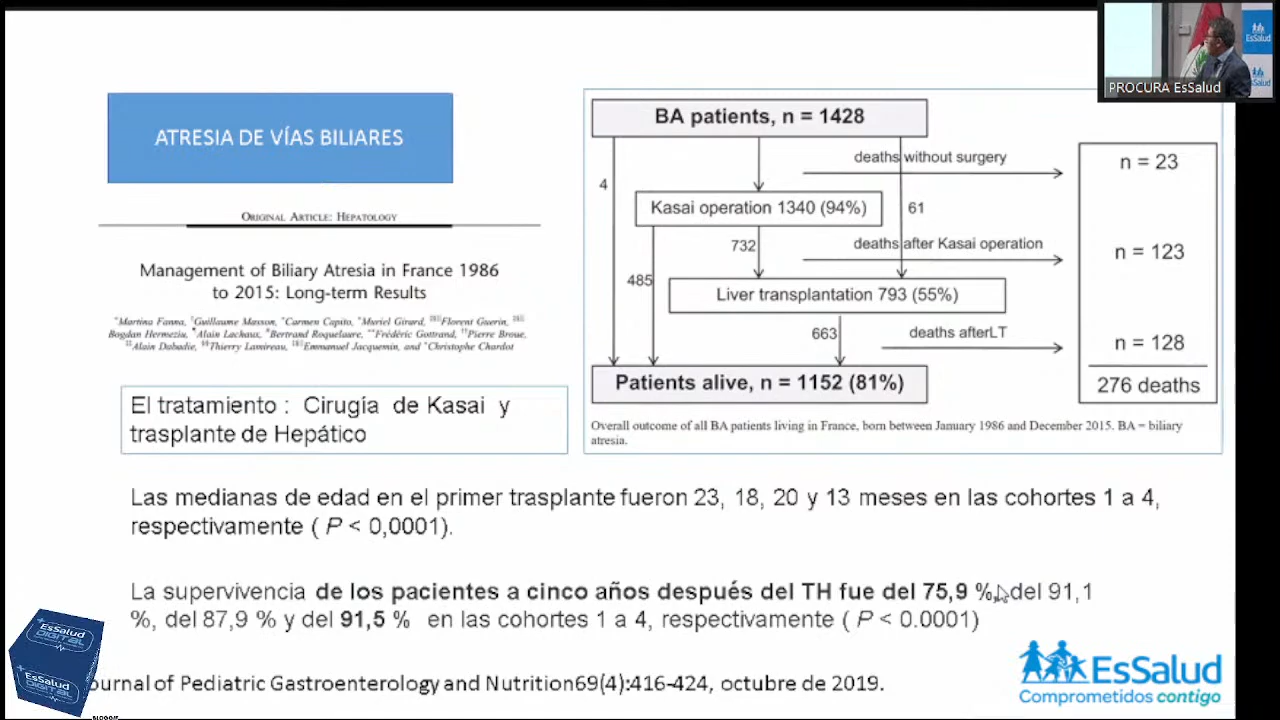 PROCURA EsSalud
EsSalud
EsSalud
ATRESIA DE VÍAS BILIARES
ORIGINAL ARTICLE: HEPATOLOGY
Management of Biliary Atresia in France 1986
to 2015: Long-term Results
*Martina Fanna, Guillaume Masson, *Carmen Capito, *Muriel Girard, Florent Guerin,
Bogdan Hermeziu, Alain Lachaux, Bertrand Roquelaure, **Frédéric Gottrand, Pierre Broue,
Alain Dabadie, Thierry Lamireau, Emmanuel Jacquemin, and *Christophe Chardot
El tratamiento : Cirugía de Kasai y
trasplante de Hepático
BA patients, n = 1428
deaths without surgery
n = 23
4
Kasai operation 1340 (94%)
61
732
deaths after Kasai operation
n = 123
485
Liver transplantation 793 (55%)
663
deaths afterLT
n = 128
Patients alive, n = 1152 (81%)
276 deaths
Overall outcome of all BA patients living in France, born between January 1986 and December 2015. BA = biliary
atresia.
Las medianas de edad en el primer trasplante fueron 23, 18, 20 y 13 meses en las cohortes 1 a 4,
respectivamente ( P < 0,0001).
La supervivencia de los pacientes a cinco años después del TH fue del 75,9 %, del 91,1
%, del 87,9 % y del 91,5 % en las cohortes 1 a 4, respectivamente ( P < 0.0001)
ournal of Pediatric Gastroenterology and Nutrition69(4):416-424, octubre de 2019.
EsSalud
DIGITAL
EsSalud
DIGITAL
EsSalud
Comprometidos contigo